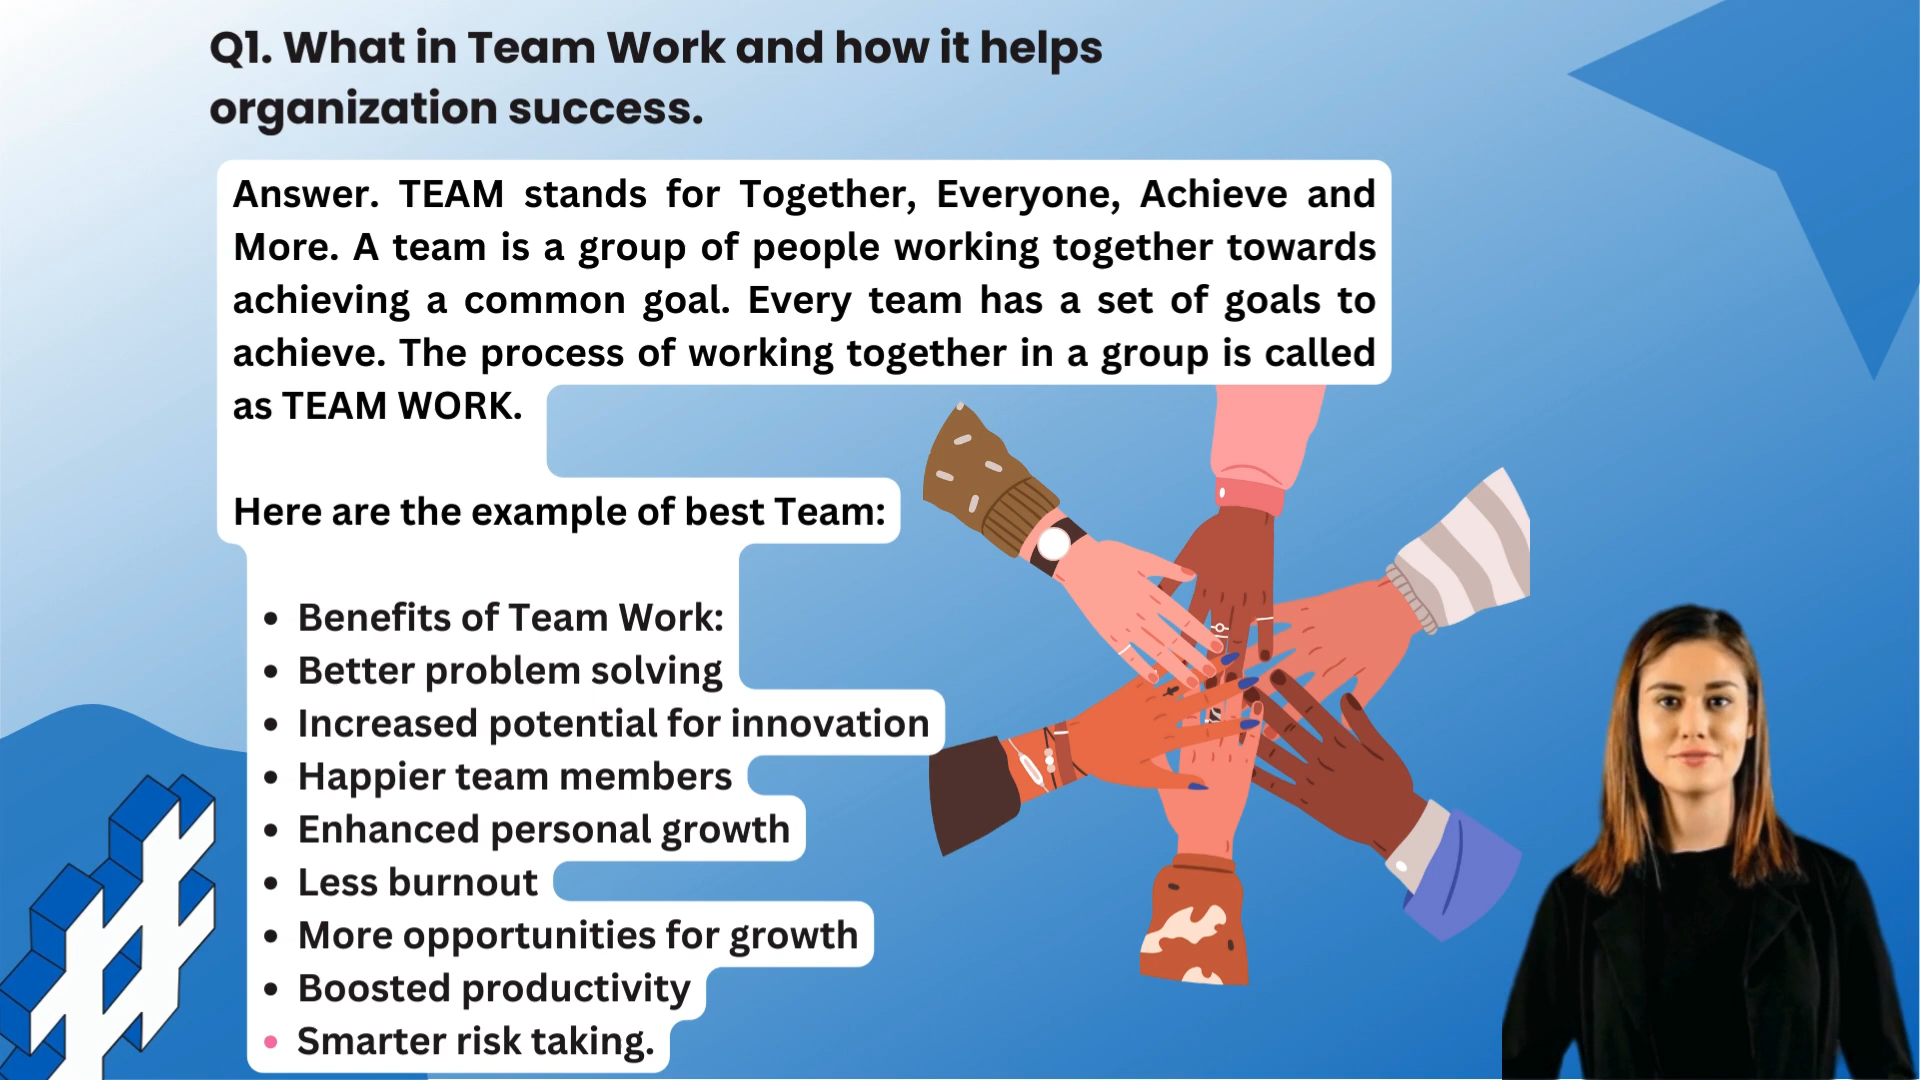 Q1. What in Team Work and how it helps
organization success.
Answer. TEAM stands for Together, Everyone, Achieve and
More. A team is a group of people working together towards
achieving a common goal. Every team has a set of goals to
achieve. The process of working together in a group is called
as TEAM WORK.
Here are the example of best Team:
• Benefits of Team Work:
• Better problem solving
• Increased potential for innovation
• Happier team members
• Enhanced personal growth
• Less burnout
• More opportunities for growth
• Boosted productivity
• Smarter risk taking.